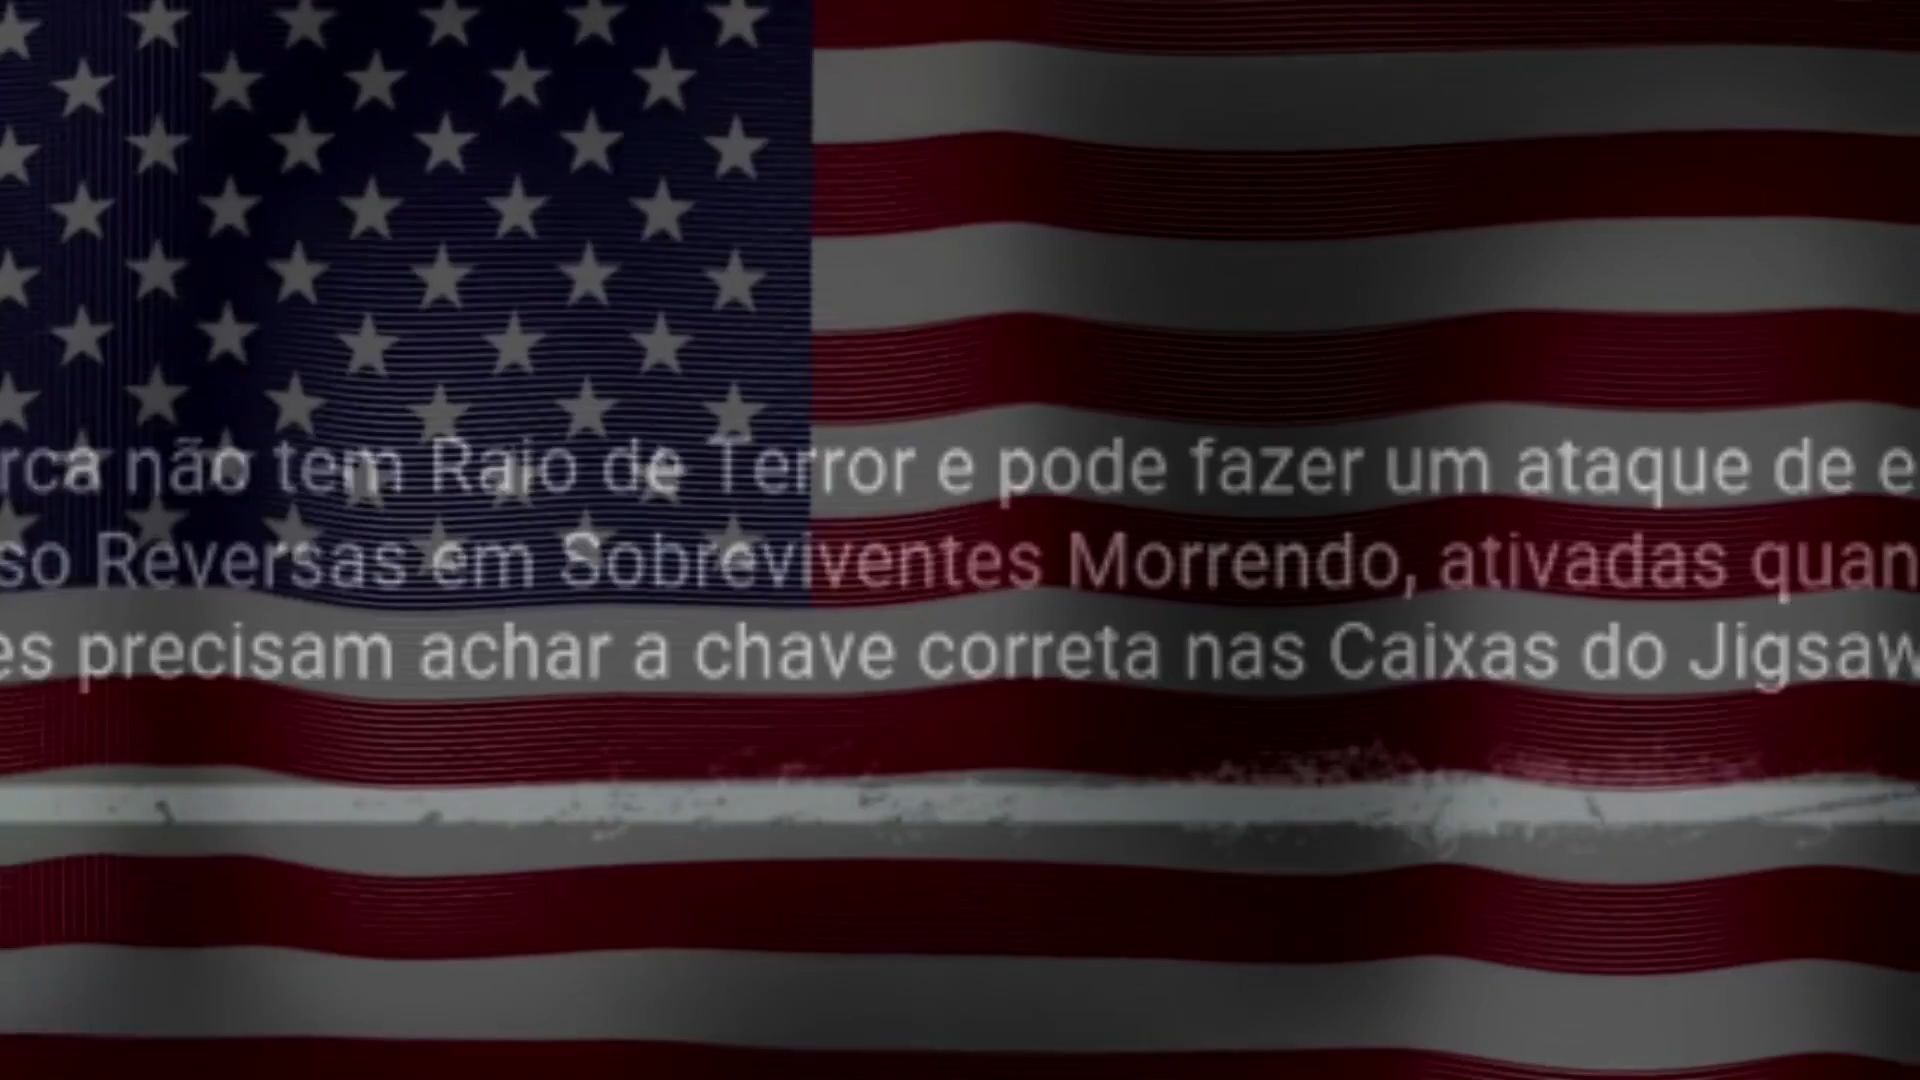 rca não tem Raio de Terror e pode fazer um ataque de e
so Reversas em Sobreviventes Morrendo, ativadas quan
es precisam achar a chave correta nas Caixas do Jigsaw